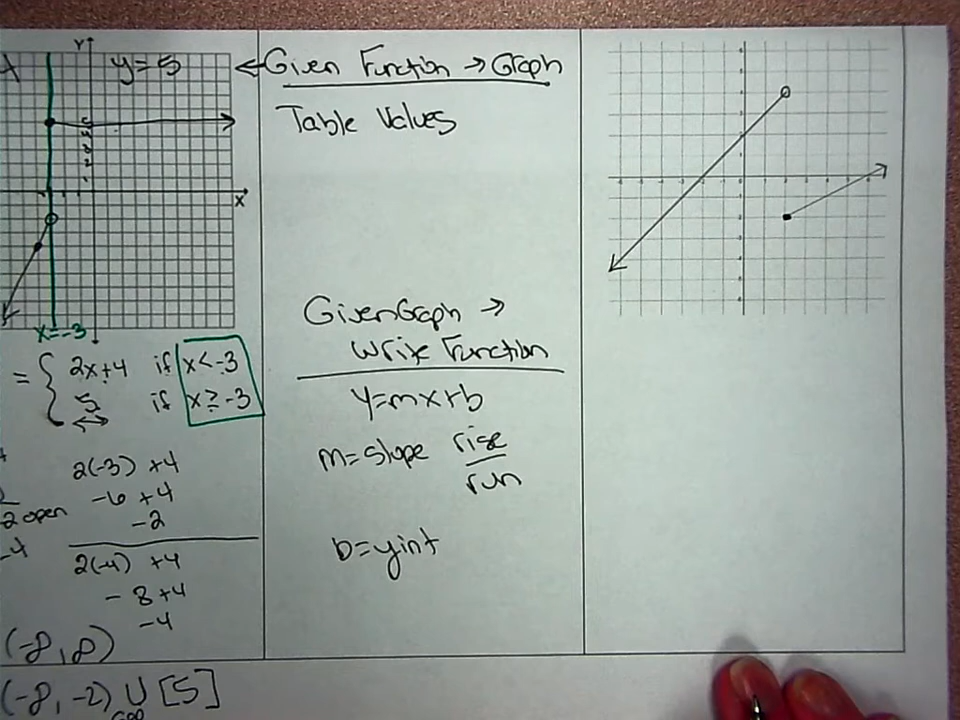 Y
y=5
X
x=-3
= { 2x+4 if x<-3
5 if x≥-3
2(-3) +4
-6 +4
2 open
-2
-4
2(-4) +4
-8+4
-4
(-∞,∞)
(-∞,-2) U [5]
← Given Function → Graph
Table Values
Given Graph →
Write Function
y=mx+b
m=slope rise
run
b=yint